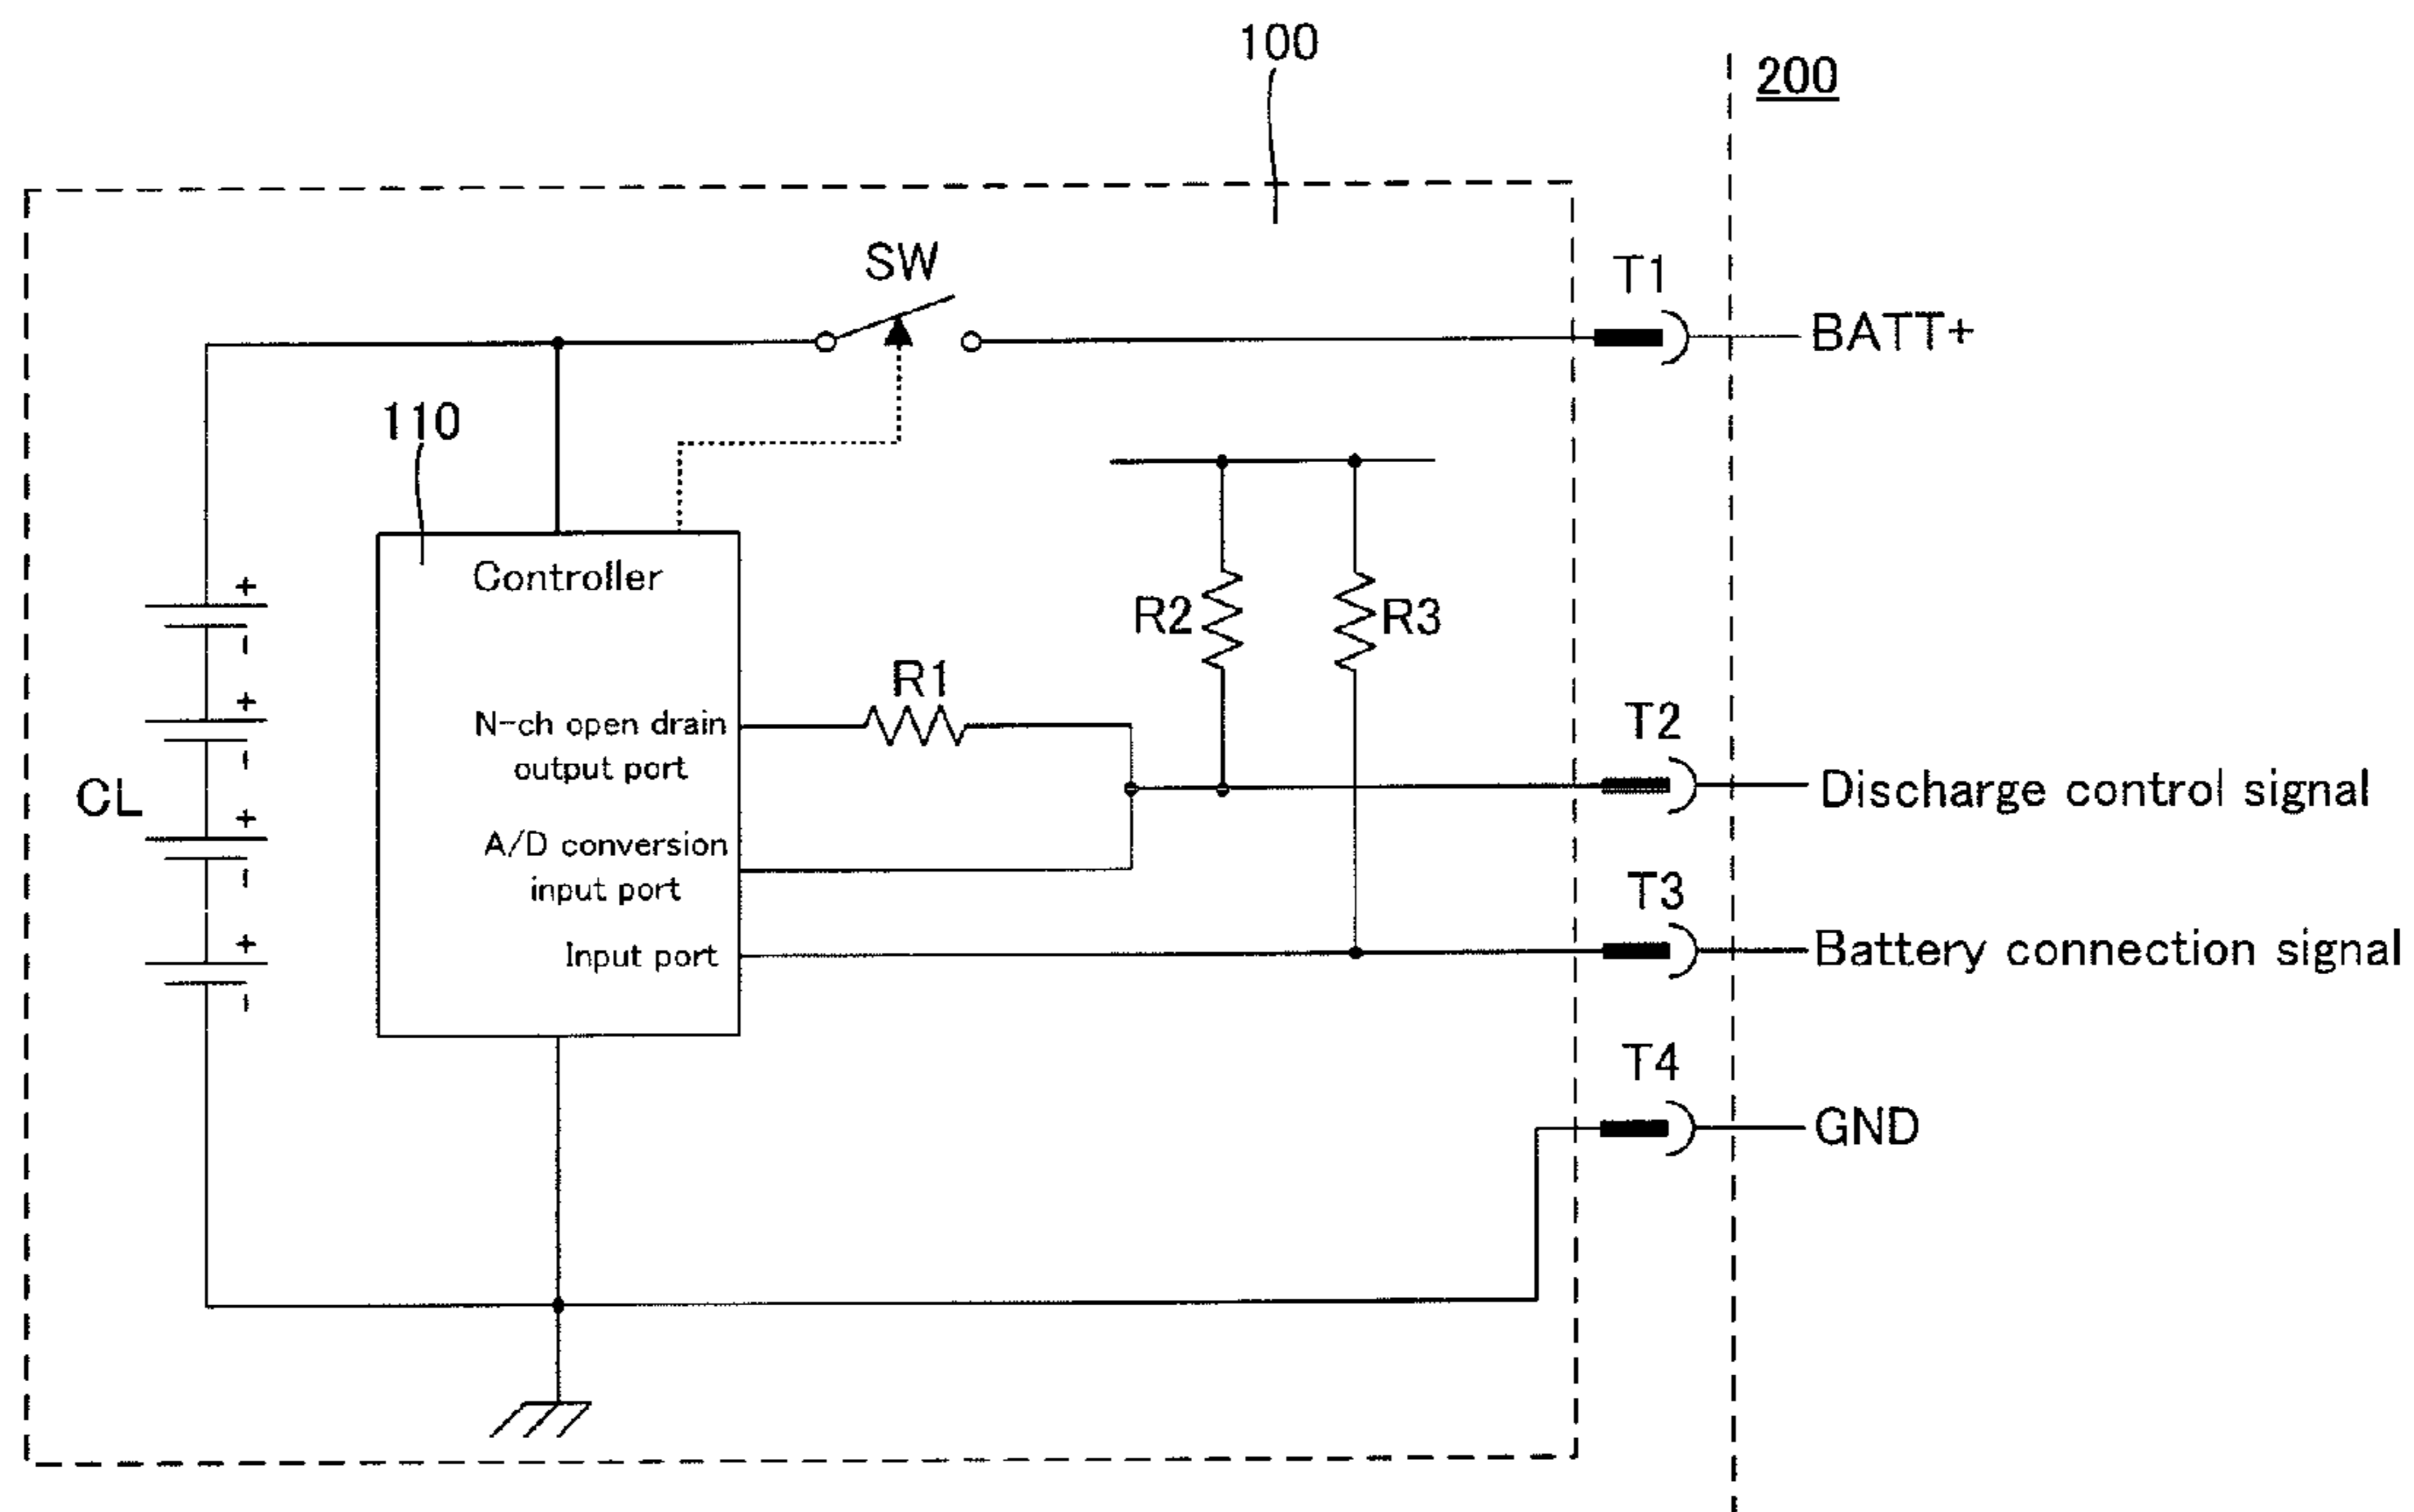 100
200
SW
T1
BATT+
110
Controller
R2
R3
R1
N-ch open drain
output port
T2
Discharge control signal
CL
A/D conversion
input port
T3
Input port
Battery connection signal
T4
GND
+
-
+
-
+
-
+
-